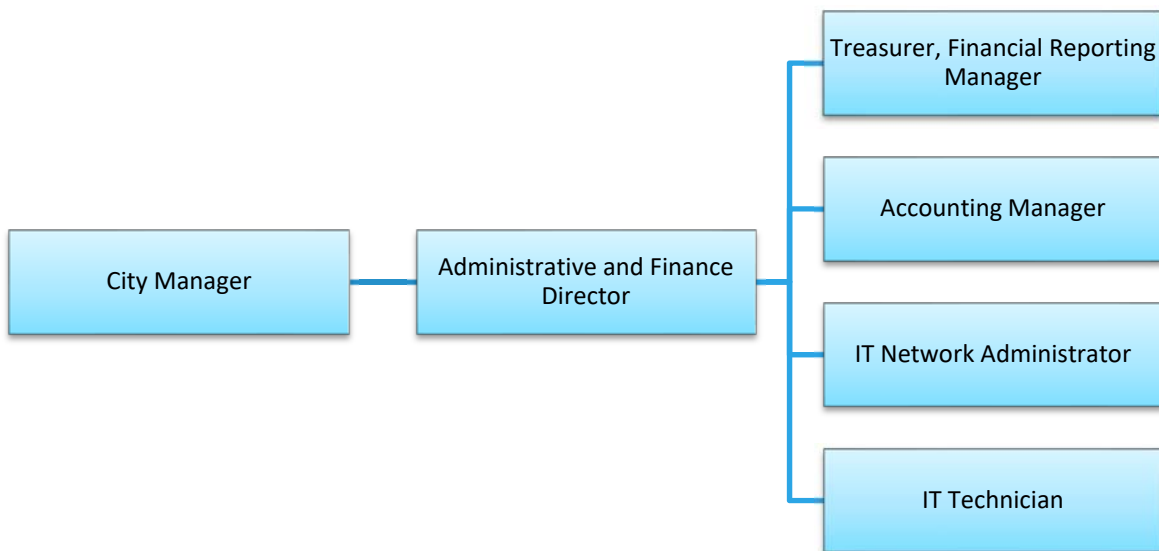 City Manager
Administrative and Finance
Director
Treasurer, Financial Reporting
Manager
Accounting Manager
IT Network Administrator
IT Technician